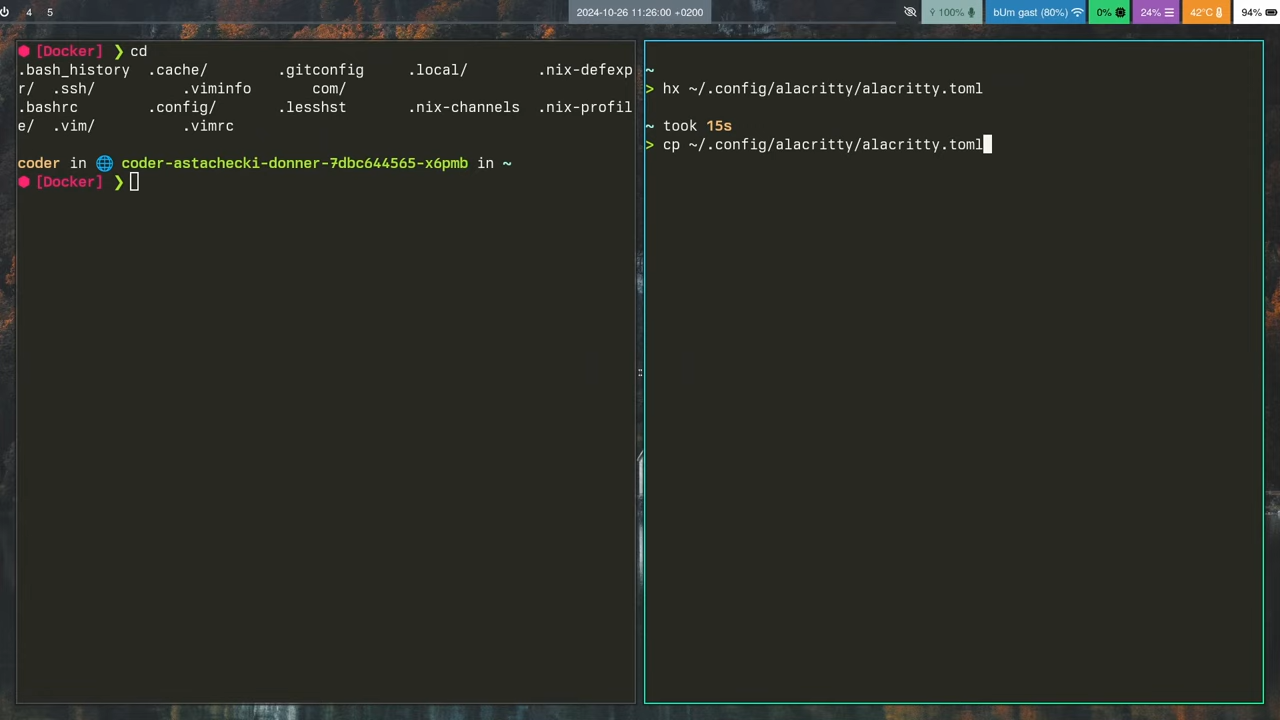 4 5 2024-10-26 11:26:00 +0200 100% bUm gast (80%) 0% 24% 42°C 94%
[Docker] ❯ cd
.bash_history .cache/ .gitconfig .local/ .nix-defexp
r/ .ssh/ .viminfo com/
.bashrc .config/ .lesshst .nix-channels .nix-profil
e/ .vim/ .vimrc
coder in 🌐 coder-astachecki-donner-7dbc644565-x6pmb in ~
[Docker] ❯
~
> hx ~/.config/alacritty/alacritty.toml
~ took 15s
> cp ~/.config/alacritty/alacritty.toml